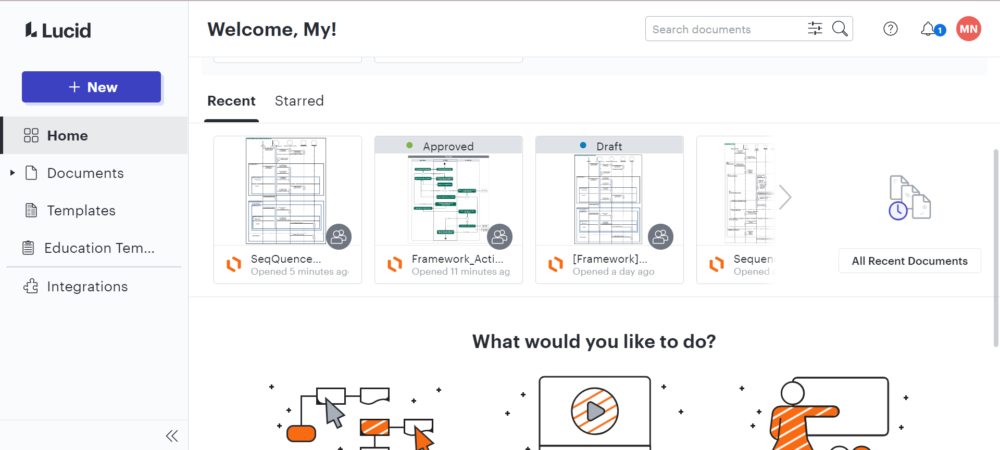 Lucid
Welcome, My!
Search documents
1
MN
+ New
Recent
Starred
Home
Documents
Templates
Education Tem...
Integrations
Approved
Draft
SeqQuence...
Opened 5 minutes ag
Framework_Acti...
Opened 11 minutes ag
[Framework]...
Opened a day ago
Sequen
Opened a
All Recent Documents
What would you like to do?